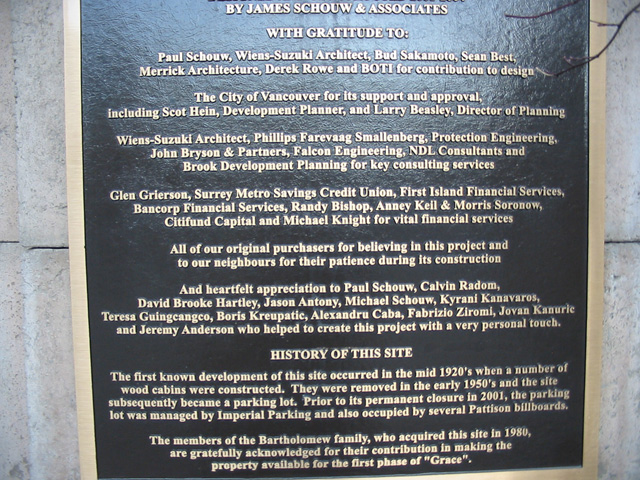 BY JAMES SCHOUW & ASSOCIATES
WITH GRATITUDE TO:
Paul Schouw, Wiens-Suzuki Architect, Bud Sakamoto, Sean Best,
Merrick Architecture, Derek Rowe and BOTI for contribution to design
The City of Vancouver for its support and approval,
including Scot Hein, Development Planner, and Larry Beasley, Director of Planning
Wiens-Suzuki Architect, Phillips Farevaag Smallenberg, Protection Engineering,
John Bryson & Partners, Falcon Engineering, NDL Consultants and
Brook Development Planning for key consulting services
Glen Grierson, Surrey Metro Savings Credit Union, First Island Financial Services,
Bancorp Financial Services, Randy Bishop, Anney Keil & Morris Soronow,
Citifund Capital and Michael Knight for vital financial services
All of our original purchasers for believing in this project and
to our neighbours for their patience during its construction
And heartfelt appreciation to Paul Schouw, Calvin Radom,
David Brooke Hartley, Jason Antony, Michael Schouw, Kyrani Kanavaros,
Teresa Guingcangco, Boris Kreupatic, Alexandru Caba, Fabrizio Ziromi, Jovan Kanuric
and Jeremy Anderson who helped to create this project with a very personal touch.
HISTORY OF THIS SITE
The first known development of this site occurred in the mid 1920's when a number of
wood cabins were constructed. They were removed in the early 1950's and the site
subsequently became a parking lot. Prior to its permanent closure in 2001, the parking
lot was managed by Imperial Parking and also occupied by several Pattison billboards.
The members of the Bartholomew family, who acquired this site in 1980,
are gratefully acknowledged for their contribution in making the
property available for the first phase of "Grace".